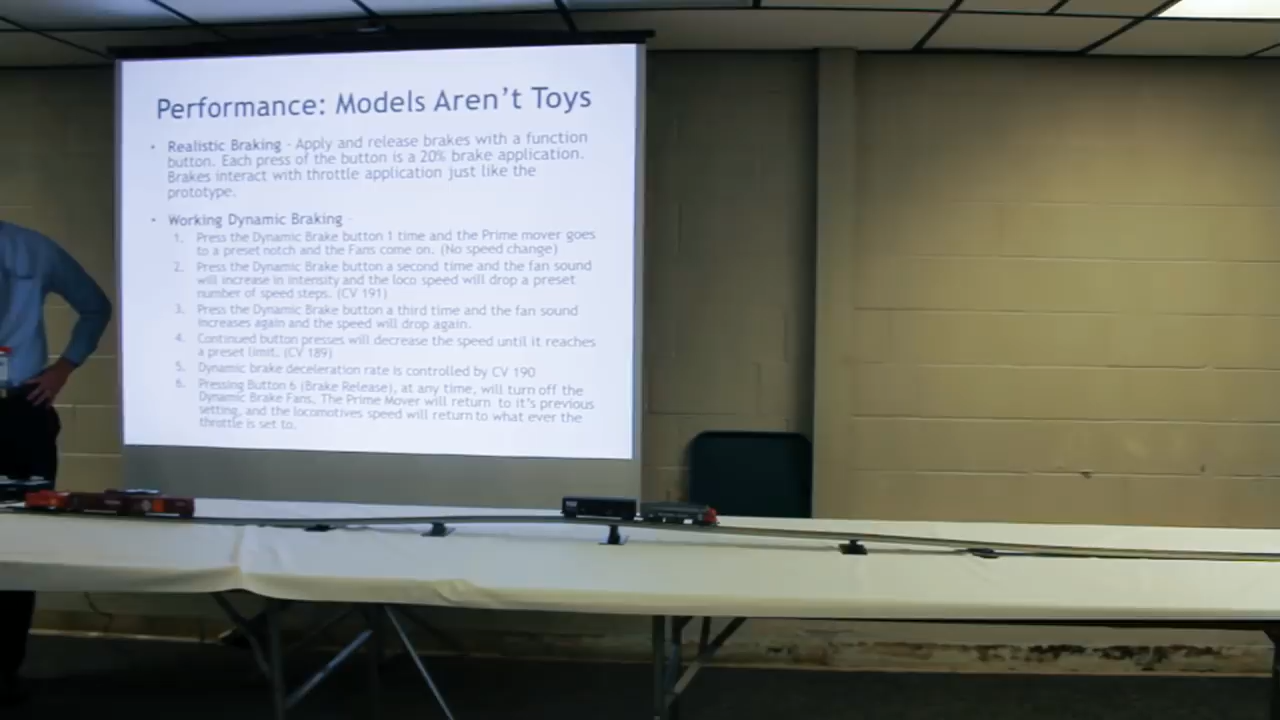 Performance: Models Aren't Toys
• Realistic Braking - Apply and release brakes with a function
button. Each press of the button is a 20% brake application.
Brakes interact with throttle application just like the
prototype.
• Working Dynamic Braking -
1. Press the Dynamic Brake button 1 time and the Prime mover goes
to a preset notch and the Fans come on. (No speed change)
2. Press the Dynamic Brake button a second time and the fan sound
will increase in intensity and the loco speed will drop a preset
number of speed steps. (CV 191)
3. Press the Dynamic Brake button a third time and the fan sound
increases again and the speed will drop again.
4. Continued button presses will decrease the speed until it reaches
a preset limit. (CV 189)
5. Dynamic brake deceleration rate is controlled by CV 190
6. Pressing Button 6 (Brake Release), at any time, will turn off the
Dynamic Brake Fans. The Prime Mover will return to it's previous
setting, and the locomotives speed will return to what ever the
throttle is set to.